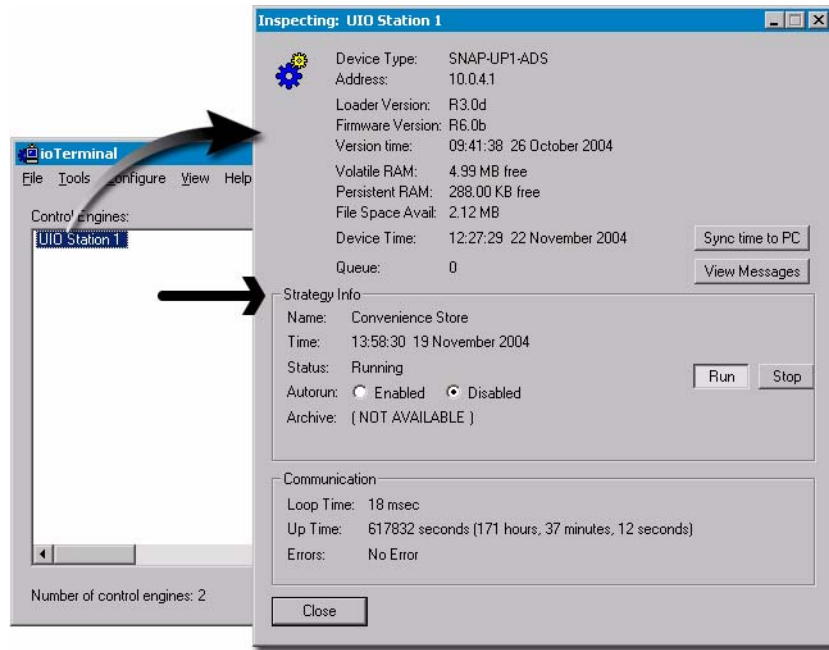 Inspecting: UIO Station 1
Device Type: SNAP-UP1-ADS
Address: 10.0.4.1
Loader Version: R3.0d
Firmware Version: R6.0b
Version time: 09:41:38 26 October 2004
Volatile RAM: 4.99 MB free
Persistent RAM: 288.00 KB free
File Space Avail: 2.12 MB
Device Time: 12:27:29 22 November 2004
Sync time to PC
Queue: 0
View Messages
Strategy Info
Name: Convenience Store
Time: 13:58:30 19 November 2004
Status: Running
Run Stop
Autorun: Enabled Disabled
Archive: ( NOT AVAILABLE )
Communication
Loop Time: 18 msec
Up Time: 617832 seconds (171 hours, 37 minutes, 12 seconds)
Errors: No Error
Close
ioTerminal
File Tools Configure View Help
Control Engines:
UIO Station 1
Number of control engines: 2